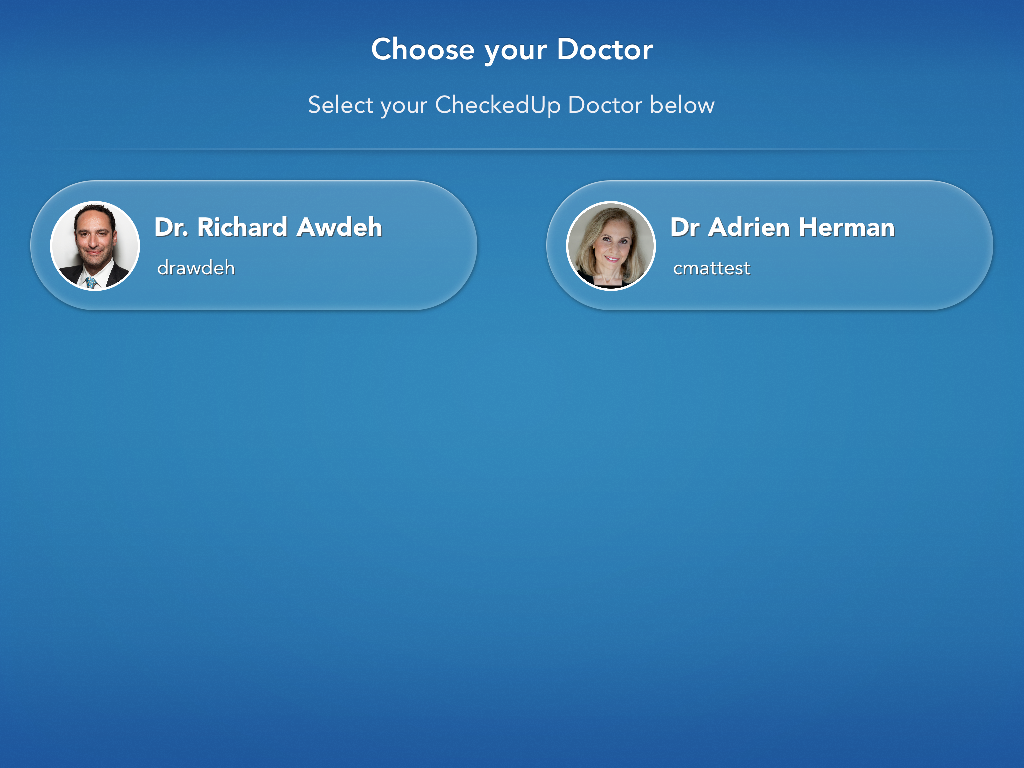 Choose your Doctor
Select your CheckedUp Doctor below
Dr. Richard Awdeh
drawdeh
Dr Adrien Herman
cmattest